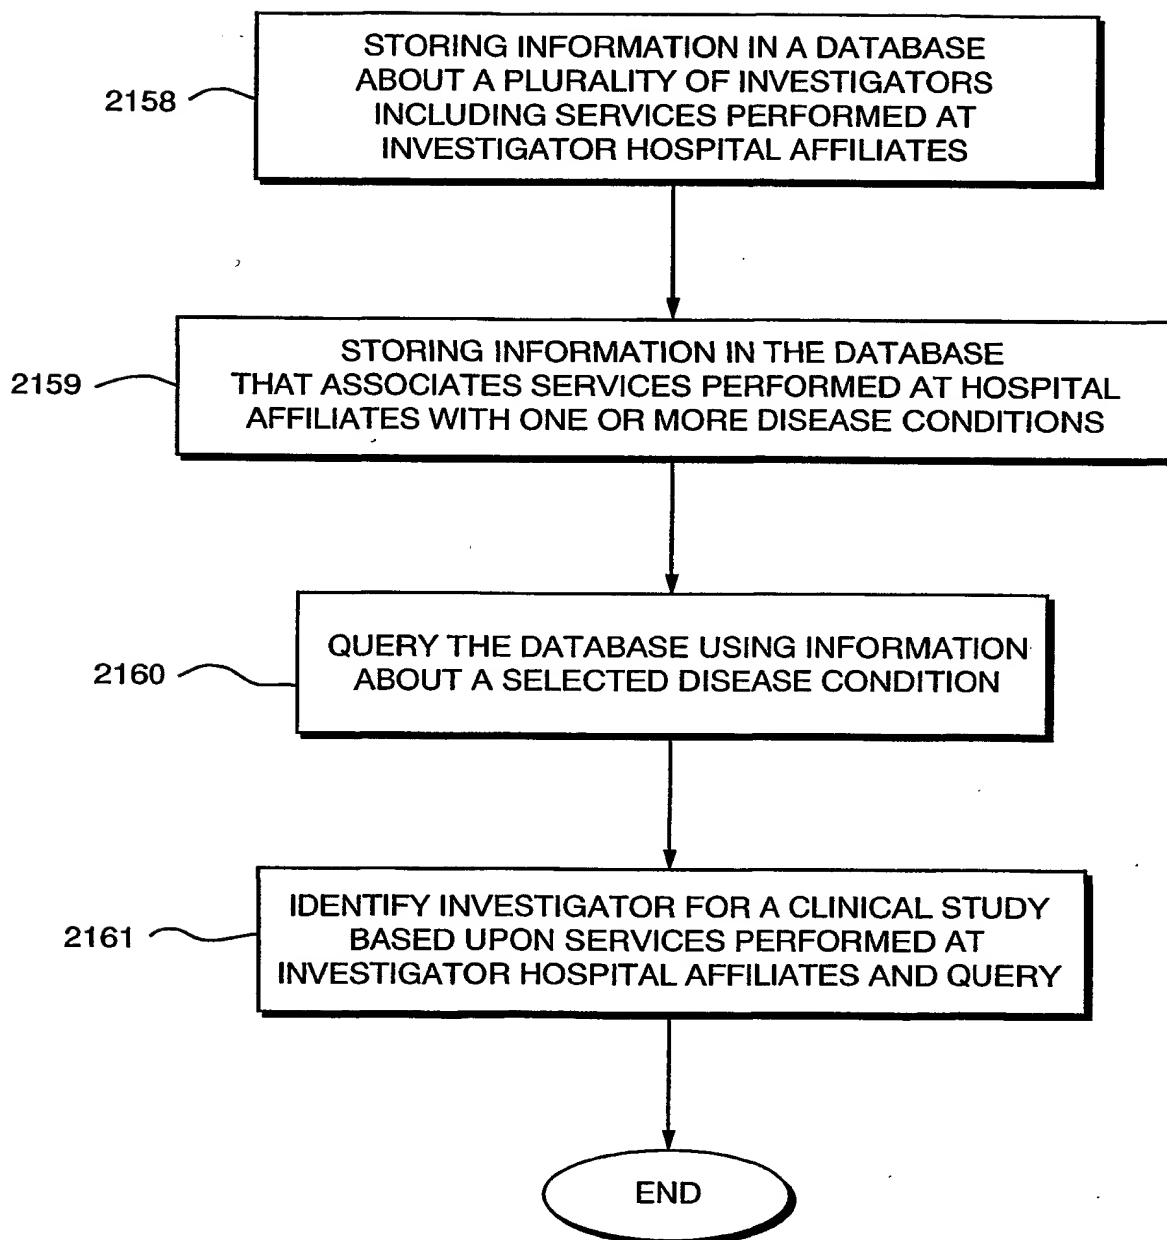 2158
STORING INFORMATION IN A DATABASE
ABOUT A PLURALITY OF INVESTIGATORS
INCLUDING SERVICES PERFORMED AT
INVESTIGATOR HOSPITAL AFFILIATES
2159
STORING INFORMATION IN THE DATABASE
THAT ASSOCIATES SERVICES PERFORMED AT HOSPITAL
AFFILIATES WITH ONE OR MORE DISEASE CONDITIONS
2160
QUERY THE DATABASE USING INFORMATION
ABOUT A SELECTED DISEASE CONDITION
2161
IDENTIFY INVESTIGATOR FOR A CLINICAL STUDY
BASED UPON SERVICES PERFORMED AT
INVESTIGATOR HOSPITAL AFFILIATES AND QUERY
END